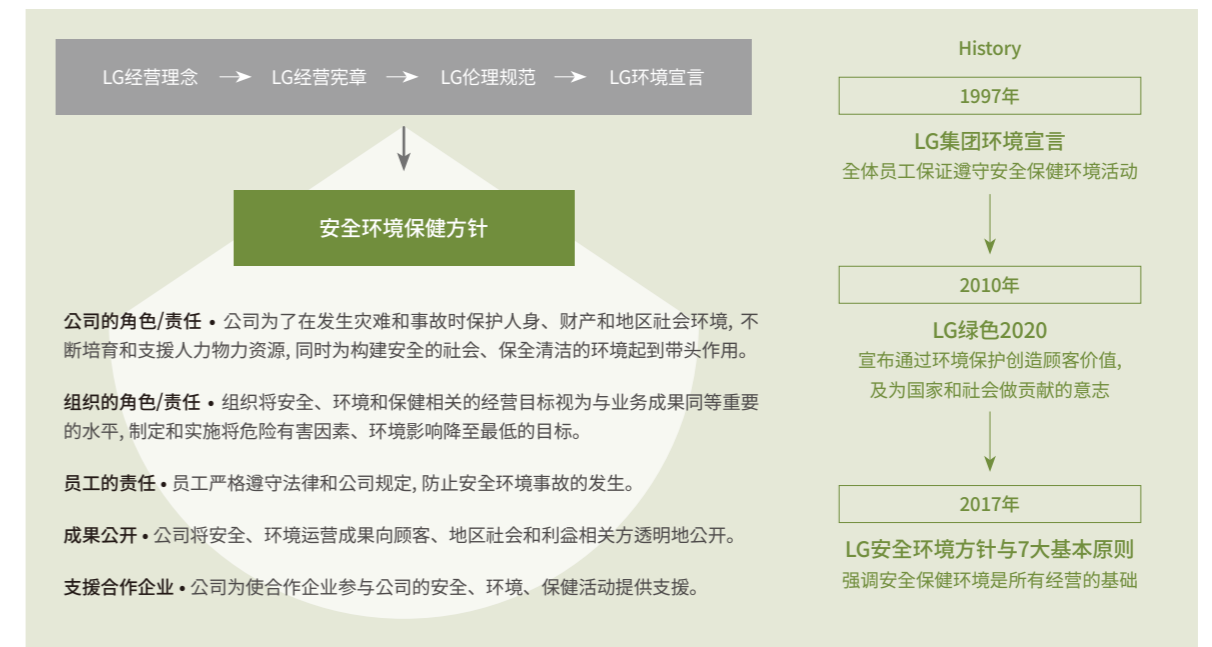 LG经营理念 → LG经营宪章 → LG伦理规范 → LG环境宣言
安全环境保健方针
公司的角色/责任 • 公司为了在发生灾难和事故时保护人身、财产和地区社会环境, 不
断培育和支援人力物力资源, 同时为构建安全的社会、保全清洁的环境起到带头作用。
组织的角色/责任 • 组织将安全、环境和保健相关的经营目标视为与业务成果同等重要
的水平, 制定和实施将危险有害因素、环境影响降至最低的目标。
员工的责任 • 员工严格遵守法律和公司规定, 防止安全环境事故的发生。
成果公开 • 公司将安全、环境运营成果向顾客、地区社会和利益相关方透明地公开。
支援合作企业 • 公司为使合作企业参与公司的安全、环境、保健活动提供支援。
History
1997年
LG集团环境宣言
全体员工保证遵守安全保健环境活动
2010年
LG绿色2020
宣布通过环境保护创造顾客价值,
及为国家和社会做贡献的意志
2017年
LG安全环境方针与7大基本原则
强调安全保健环境是所有经营的基础